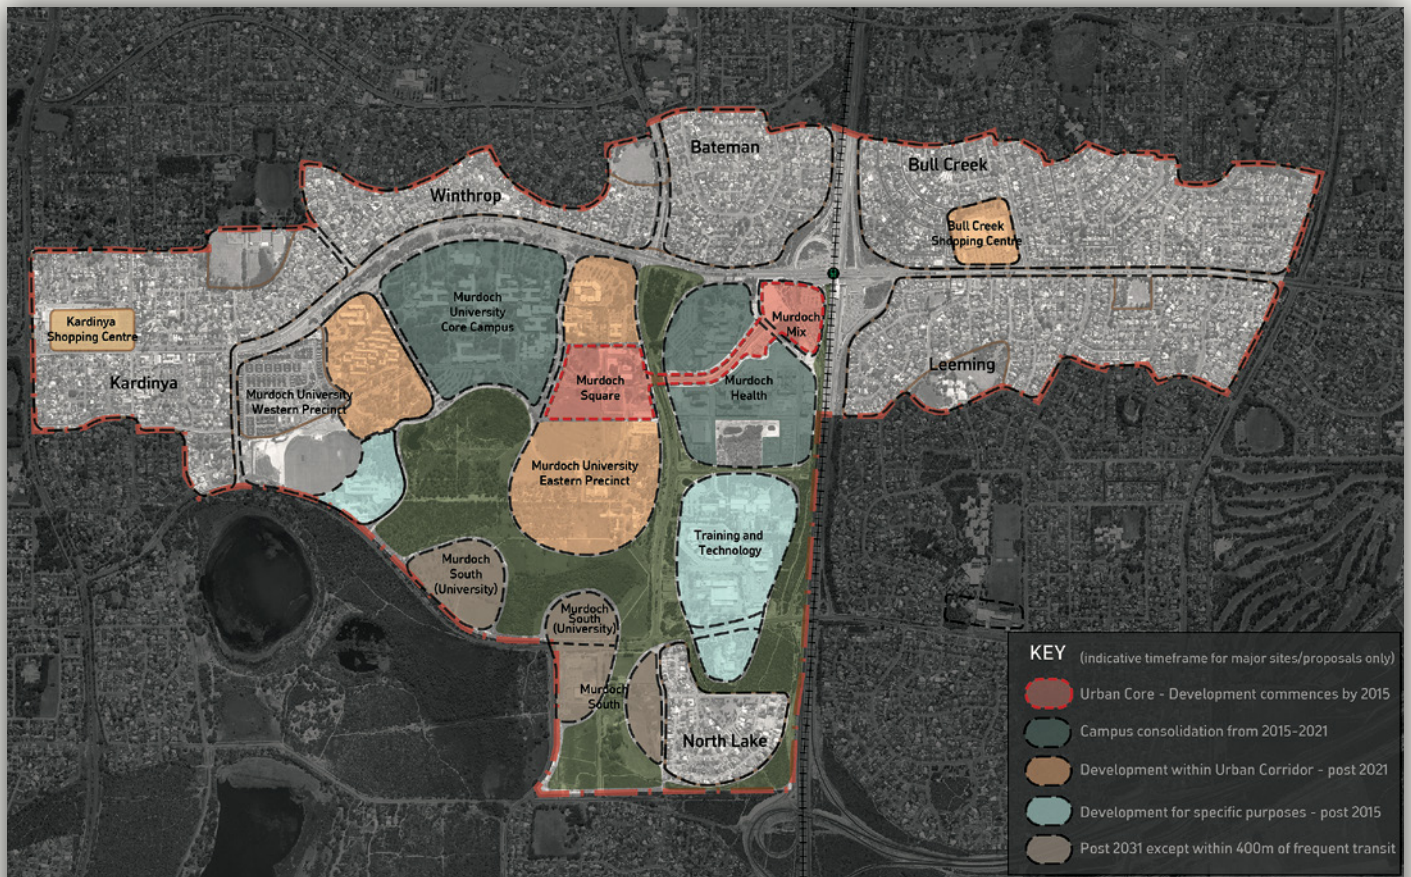 Bateman
Bull Creek
Winthrop
Bull Creek
Shopping Centre
Murdoch
University
Core Campus
Murdoch
Mix
Kardinya
Shopping Centre
Kardinya
Leeming
Murdoch
Square
Murdoch
Health
Murdoch University
Western Precinct
Murdoch University
Eastern Precinct
Training and
Technology
Murdoch
South
(University)
Murdoch
South
(University)
Murdoch
South
North Lake
KEY (indicative timeframe for major sites/proposals only)
Urban Core - Development commences by 2015
Campus consolidation from 2015-2021
Development within Urban Corridor - post 2021
Development for specific purposes - post 2015
Post 2031 except within 400m of frequent transit